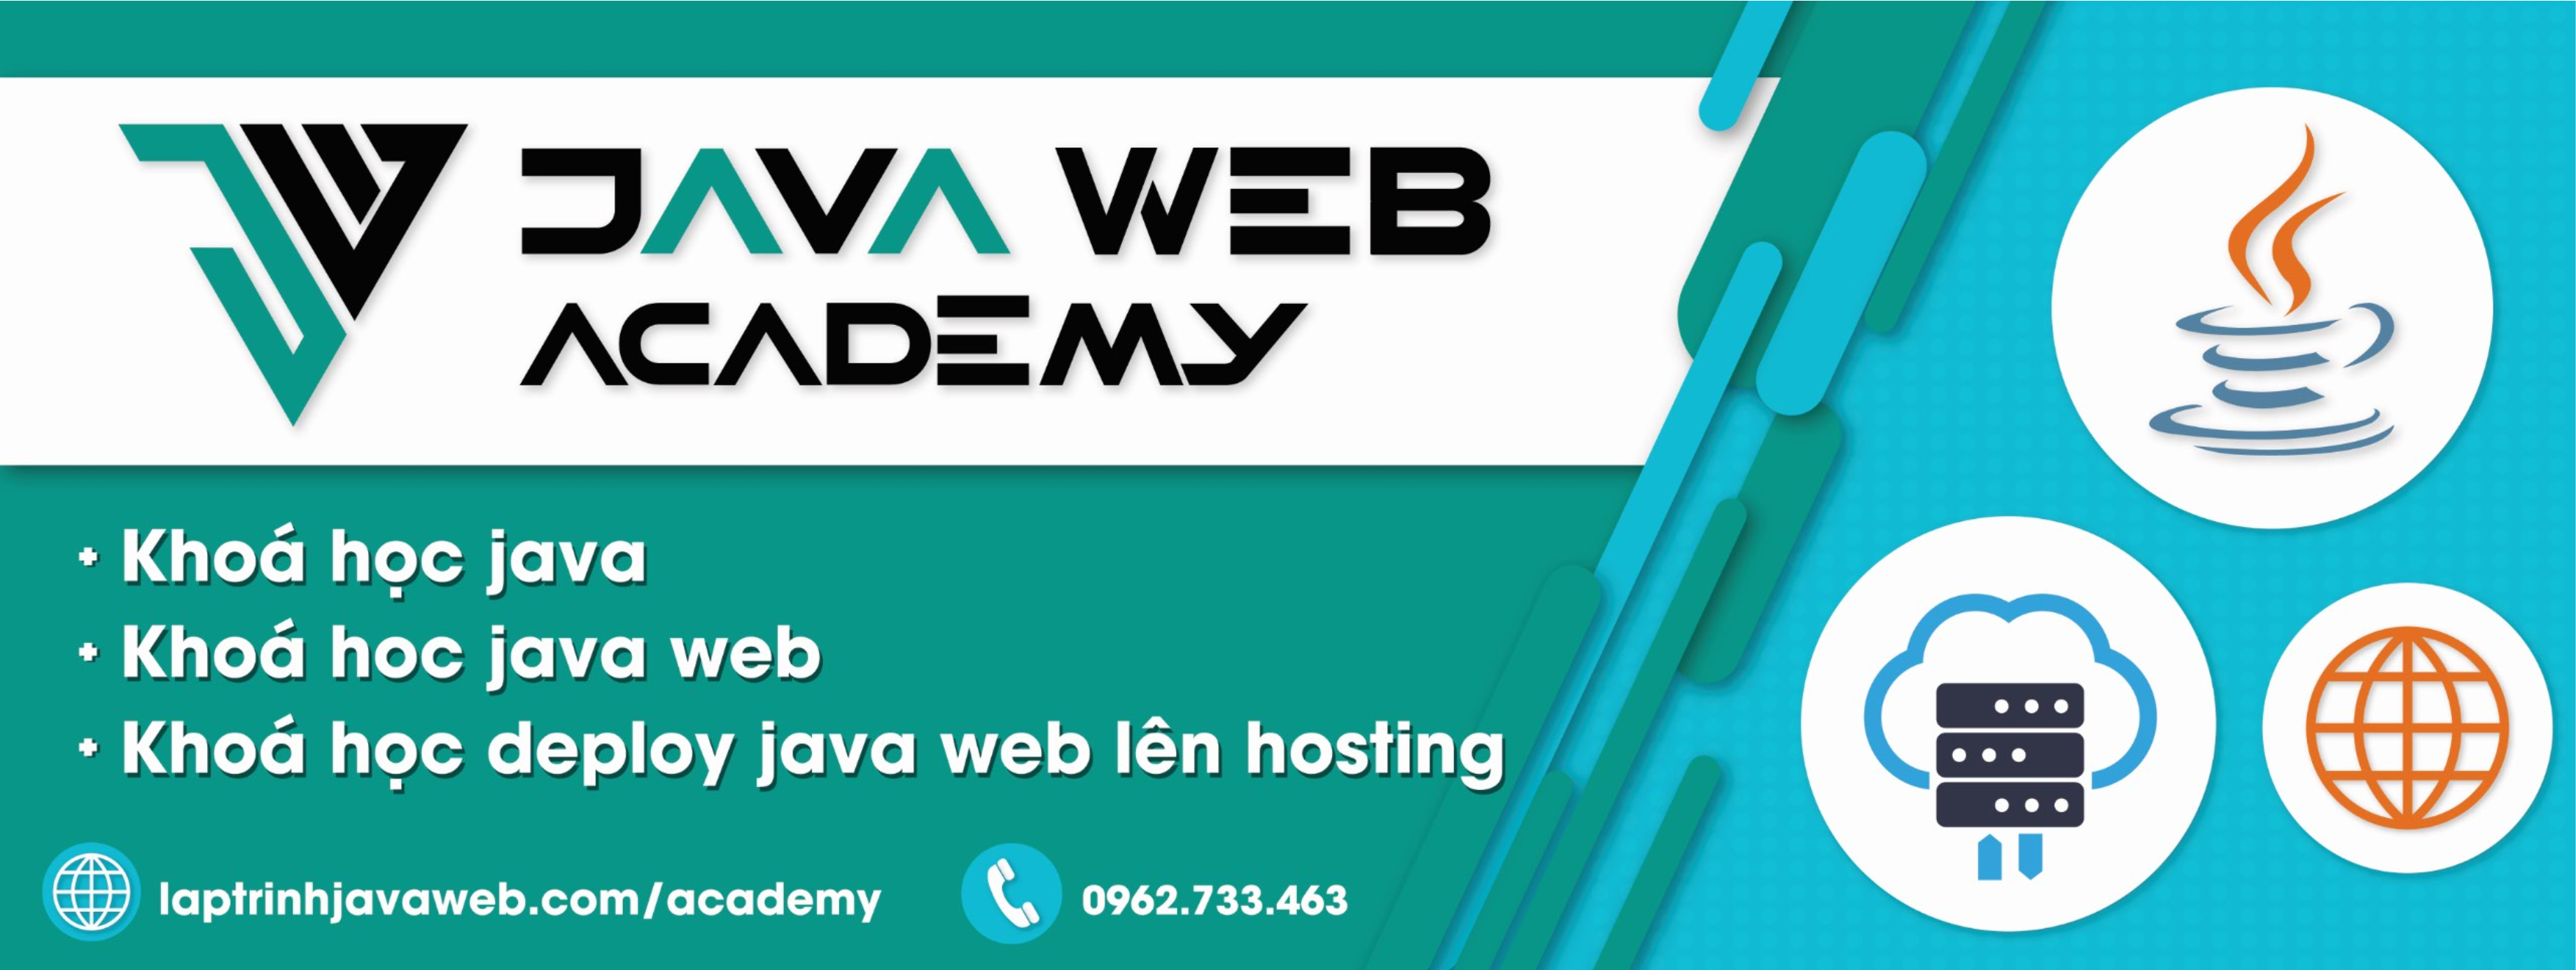 JAVA WEB
ACADEMY
Khoá học java
Khoá hoc java web
Khoá học deploy java web lên hosting
laptrinhjavaweb.com/academy
0962.733.463